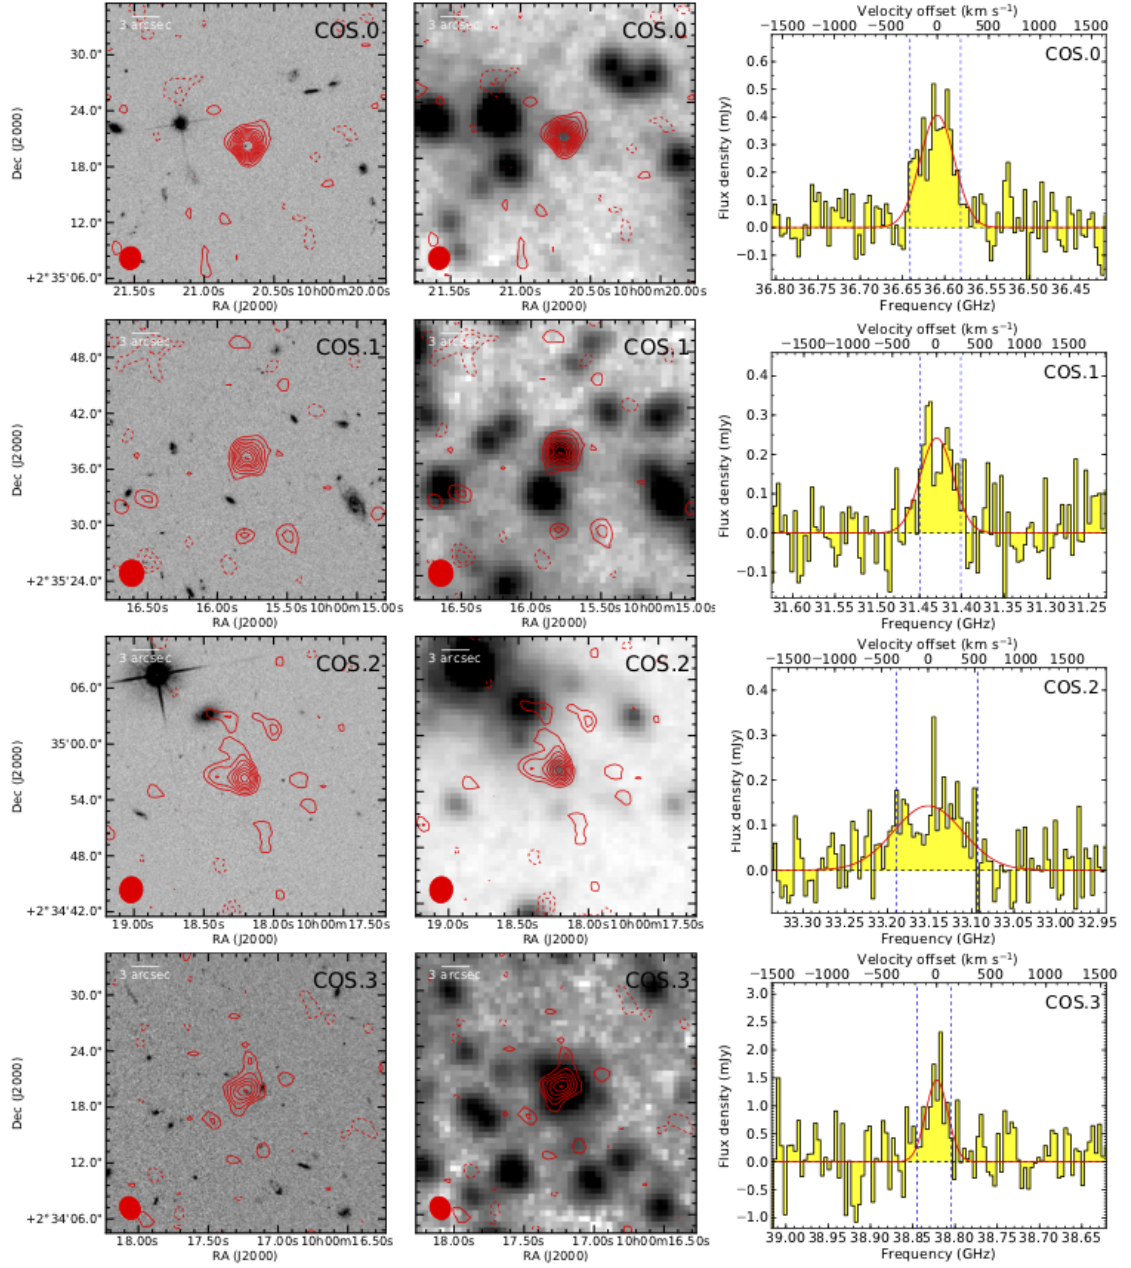 3 arcsec
COS.0
30.0"
24.0"
18.0"
12.0"
+2°35'06.0"
Dec (J2000)
21.50s 21.0s 20.50s 10h00m20.00s
RA (J2000)
3 arcsec
COS.0
21.50s 21.0s 20.50s 10h00m20.00s
RA (J2000)
Velocity offset (km s⁻¹)
−1500 −1000 −500 0 500 1000 1500
COS.0
0.6
0.5
0.4
0.3
0.2
0.1
0.0
−0.1
Flux density (mJy)
36.80 36.75 36.70 36.65 36.60 36.55 36.50 36.45
Frequency (GHz)
3 arcsec
COS.1
48.0"
42.0"
36.0"
30.0"
+2°35'24.0"
Dec (J2000)
16.50s 16.00s 15.50s 10h00m15.00s
RA (J2000)
3 arcsec
COS.1
16.50s 16.00s 15.50s 10h00m15.00s
RA (J2000)
Velocity offset (km s⁻¹)
−1500 −1000 −500 0 500 1000 1500
COS.1
0.4
0.3
0.2
0.1
0.0
−0.1
Flux density (mJy)
31.60 31.55 31.50 31.45 31.40 31.35 31.30 31.25
Frequency (GHz)
3 arcsec
COS.2
06.0"
35'00.0"
54.0"
48.0"
+2°34'42.0"
Dec (J2000)
19.00s 18.50s 18.00s 10h00m17.50s
RA (J2000)
3 arcsec
COS.2
19.00s 18.50s 18.00s 10h00m17.50s
RA (J2000)
Velocity offset (km s⁻¹)
−1500 −1000 −500 0 500 1000 1500
COS.2
0.4
0.3
0.2
0.1
0.0
Flux density (mJy)
33.30 33.25 33.20 33.15 33.10 33.05 33.00 32.95
Frequency (GHz)
3 arcsec
COS.3
30.0"
24.0"
18.0"
12.0"
+2°34'06.0"
Dec (J2000)
18.00s 17.50s 17.00s 10h00m16.50s
RA (J2000)
3 arcsec
COS.3
18.00s 17.50s 17.00s 10h00m16.50s
RA (J2000)
Velocity offset (km s⁻¹)
−1500 −1000 −500 0 500 1000 1500
COS.3
3.0
2.5
2.0
1.5
1.0
0.5
0.0
−0.5
−1.0
Flux density (mJy)
39.00 38.95 38.90 38.85 38.80 38.75 38.70 38.65
Frequency (GHz)